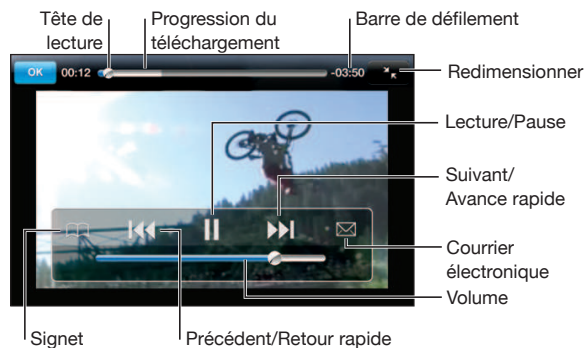 Tête de
lecture
Progression du
téléchargement
Barre de défilement
OK
00:12
-03:50
Redimensionner
Lecture/Pause
Suivant/
Avance rapide
Courrier
électronique
Volume
Signet
Précédent/Retour rapide